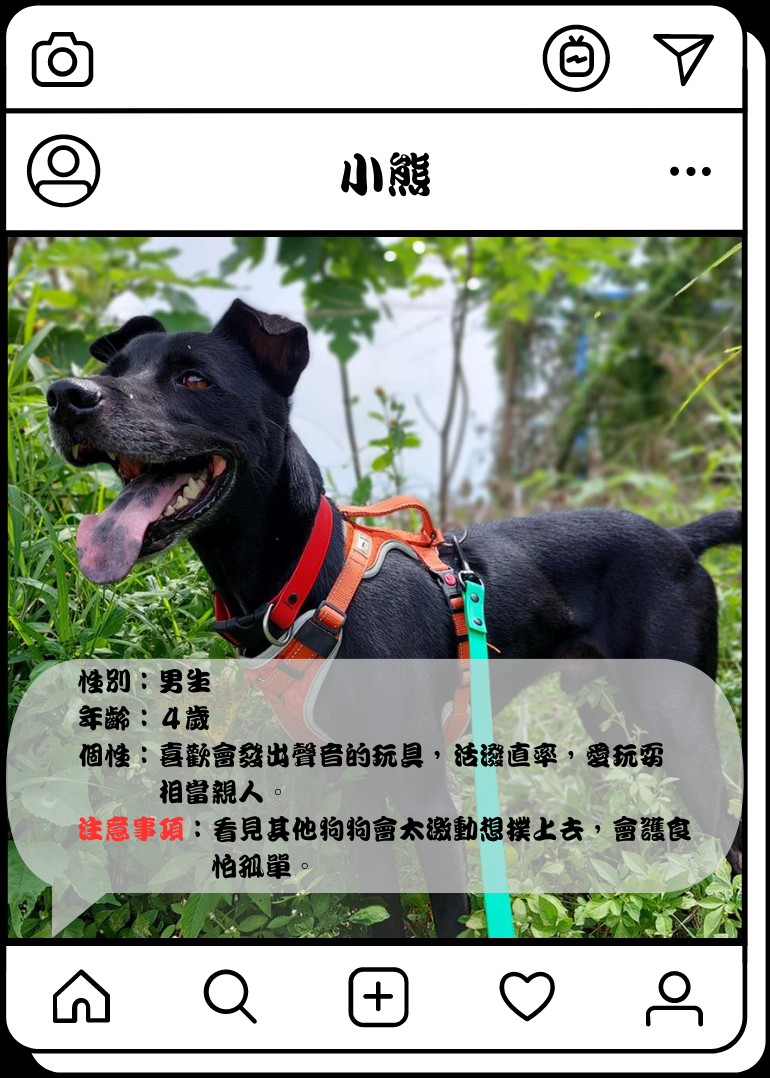 小熊
性別：男生
年齡：４歲
個性：喜歡會發出聲音的玩具，活潑直率，愛玩耍
相當親人。
注意事項：看見其他狗狗會太激動想撲上去，會護食
怕孤單。